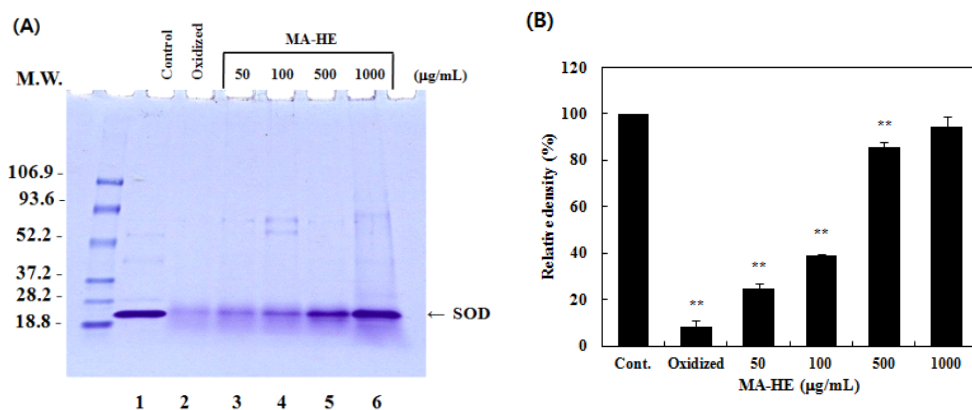 (A)
Control
Oxidized
MA-HE
M.W.
50 100 500 1000 (μg/mL)
106.9 -
93.6 -
52.2 -
37.2 -
28.2 -
18.8 -
← SOD
1 2 3 4 5 6
(B)
Relative density (%)
120
100
80
60
40
20
0
**
**
**
**
Cont. Oxidized 50 100 500 1000
MA-HE (μg/mL)